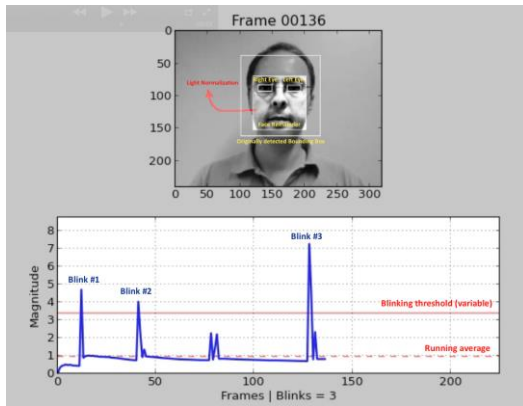 Frame 00136
0
50
100
150
200
0 50 100 150 200 250 300
Light Normalization
Right Eye Left Eye
Face Rectangle
Originally detected Bounding Box
8
7
6
5
4
3
2
1
0
Magnitude
Blink #1
Blink #2
Blink #3
Blinking threshold (variable)
Running average
0 50 100 150 200
Frames | Blinks = 3